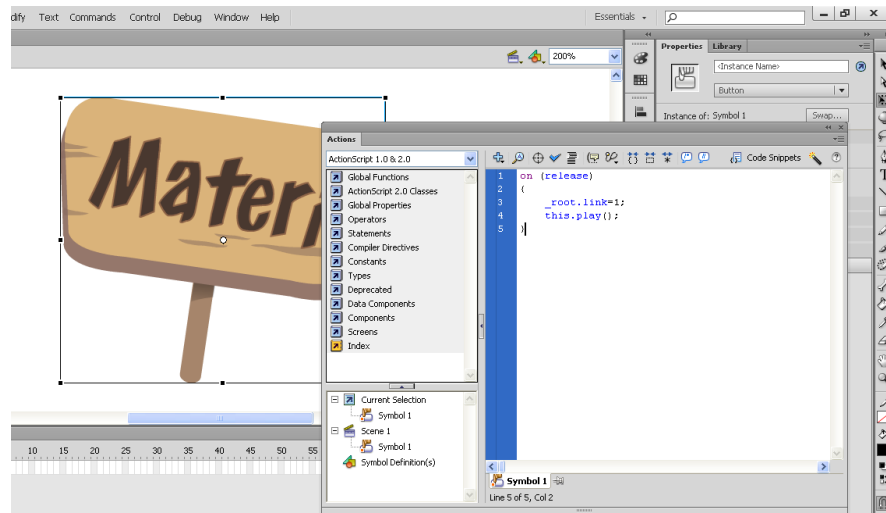 dify Text Commands Control Debug Window Help Essentials
200%
Properties Library
<Instance Name>
Button
Instance of: Symbol 1 Swap...
Materi
Actions
ActionScript 1.0 & 2.0 Code Snippets
Global Functions
ActionScript 2.0 Classes
Global Properties
Operators
Statements
Compiler Directives
Constants
Types
Deprecated
Data Components
Components
Screens
Index
1 on (release)
2 {
3 _root.link=1;
4 this.play();
5 }
Current Selection
Symbol 1
Scene 1
Symbol 1
Symbol Definition(s)
Symbol 1
Line 5 of 5, Col 2
10 15 20 25 30 35 40 45 50 55